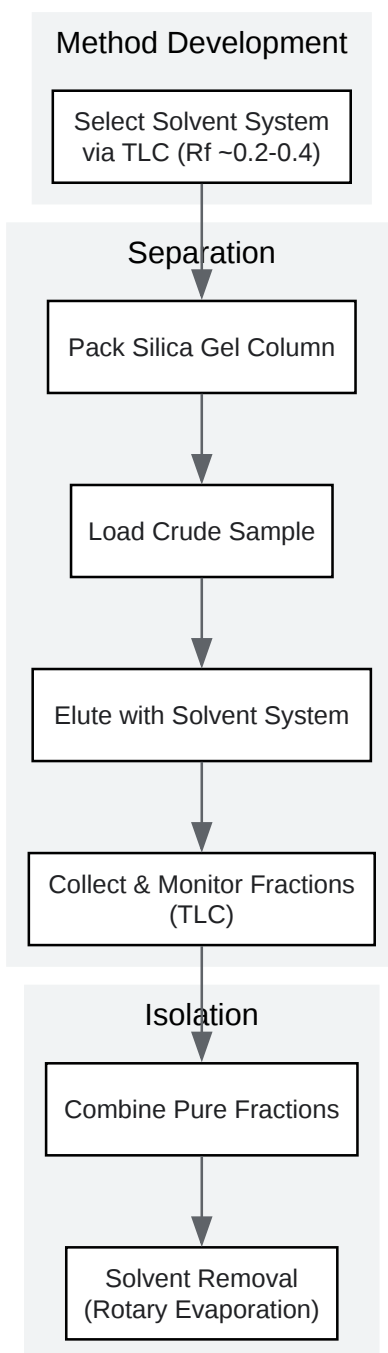 Method Development
Select Solvent System
via TLC (Rf ~0.2-0.4)
Separation
Pack Silica Gel Column
Load Crude Sample
Elute with Solvent System
Collect & Monitor Fractions
(TLC)
Isolation
Combine Pure Fractions
Solvent Removal
(Rotary Evaporation)